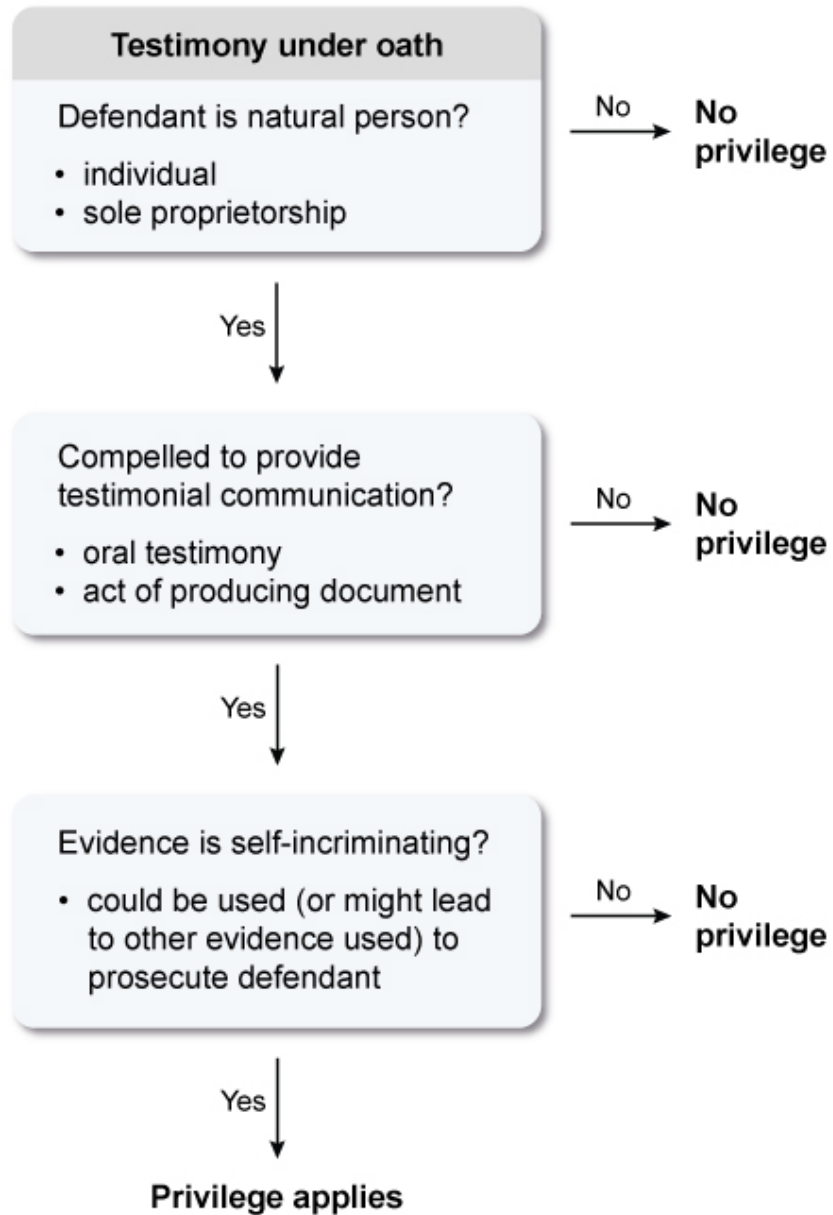 Testimony under oath
Defendant is natural person?
• individual
• sole proprietorship
No
No
privilege
Yes
Compelled to provide
testimonial communication?
• oral testimony
• act of producing document
No
No
privilege
Yes
Evidence is self-incriminating?
• could be used (or might lead
to other evidence used) to
prosecute defendant
No
No
privilege
Yes
Privilege applies